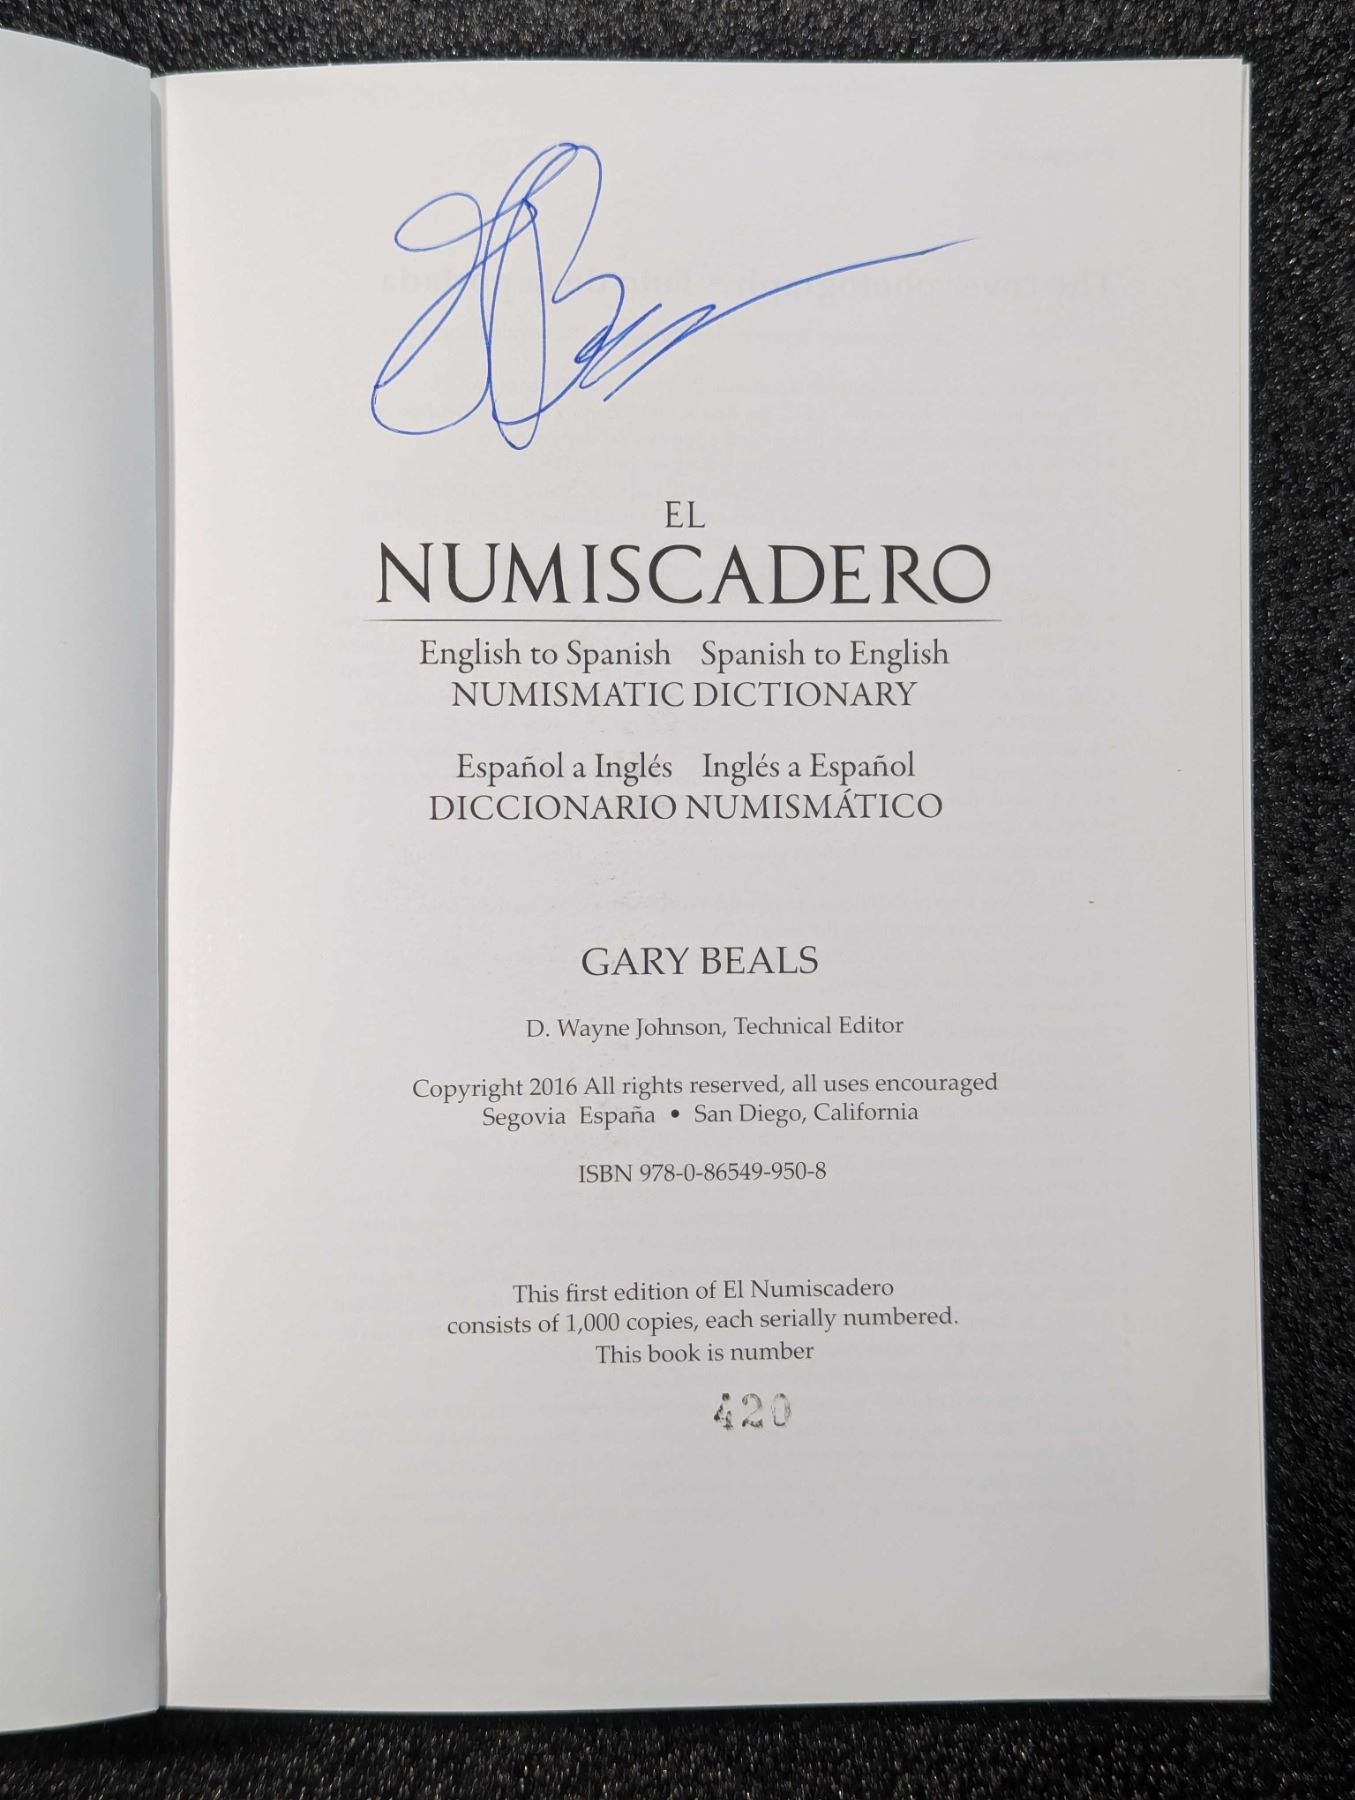 EL
NUMISCADERO
English to Spanish Spanish to English
NUMISMATIC DICTIONARY
Español a Inglés Inglés a Español
DICCIONARIO NUMISMÁTICO
GARY BEALS
D. Wayne Johnson, Technical Editor
Copyright 2016 All rights reserved, all uses encouraged
Segovia España • San Diego, California
ISBN 978-0-86549-950-8
This first edition of El Numiscadero
consists of 1,000 copies, each serially numbered.
This book is number
420